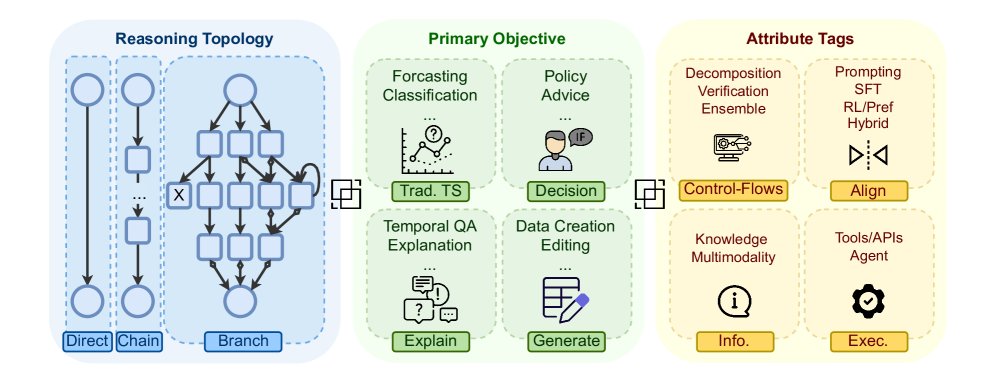 Reasoning Topology
...
X
Direct
Chain
Branch
Primary Objective
Forcasting
Classification
?
Trad. TS
Policy
Advice
...
IF
Decision
Temporal QA
Explanation
...
?
!
...
Explain
Data Creation
Editing
...
Generate
Attribute Tags
Decomposition
Verification
Ensemble
Control-Flows
Prompting
SFT
RL/Pref
Hybrid
Align
Knowledge
Multimodality
i
Info.
Tools/APIs
Agent
Exec.